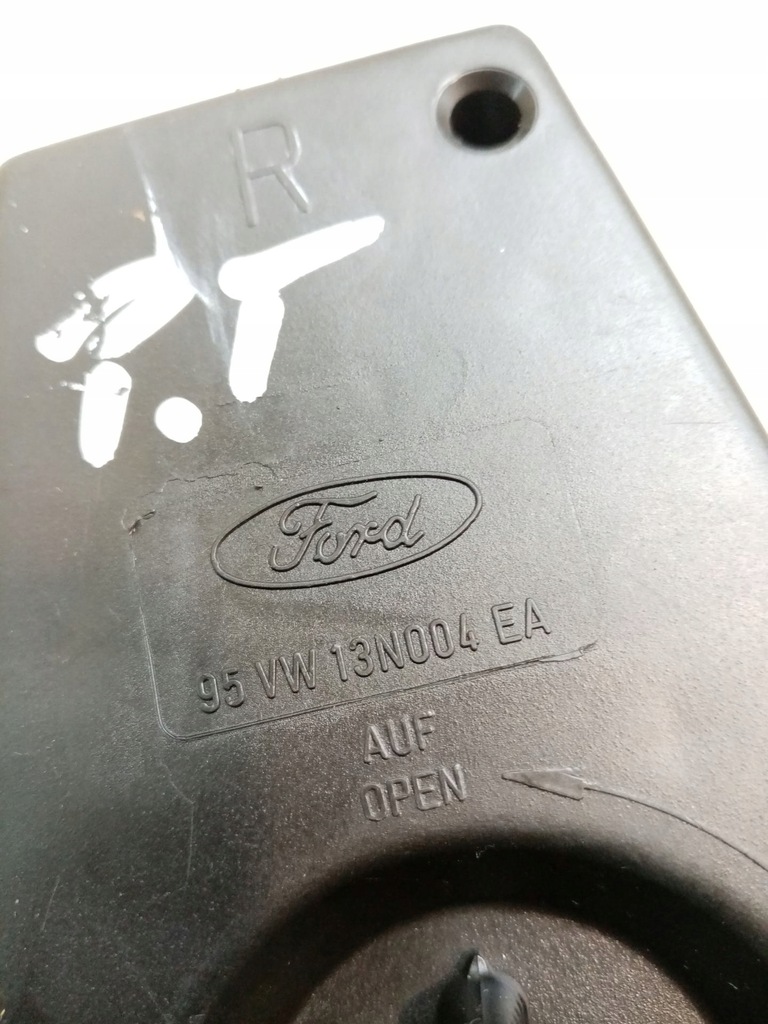 R
P.T
Ford
95 VW 13N004 EA
AUF
OPEN